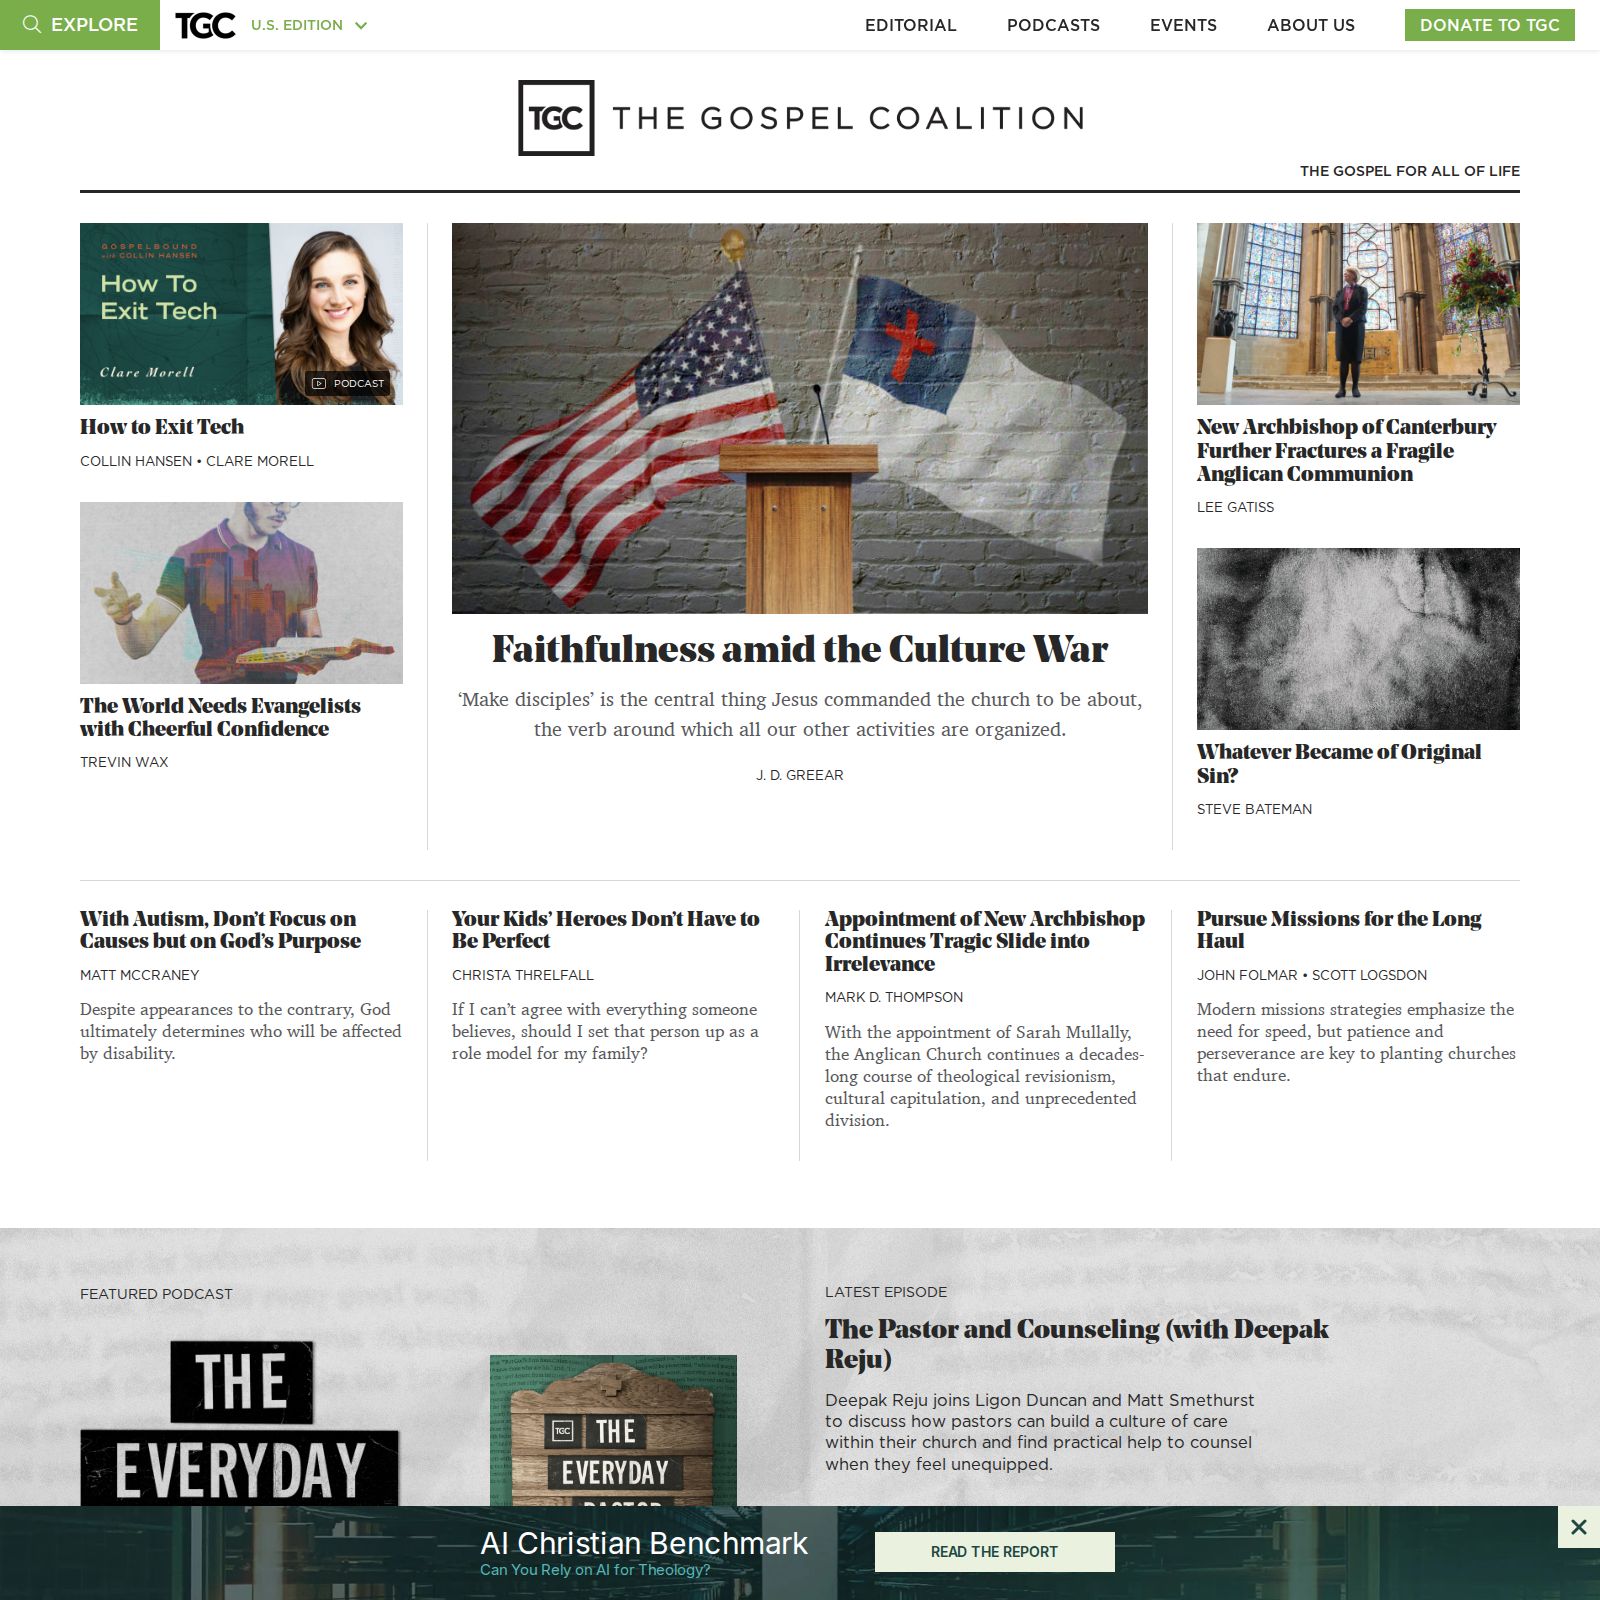 EXPLORE
TGC
U.S. EDITION
EDITORIAL
PODCASTS
EVENTS
ABOUT US
DONATE TO TGC
TGC THE GOSPEL COALITION
THE GOSPEL FOR ALL OF LIFE
GOSPELBOUND
with COLLIN HANSEN
How To
Exit Tech
Clare Morell
PODCAST
How to Exit Tech
COLLIN HANSEN • CLARE MORELL
The World Needs Evangelists
with Cheerful Confidence
TREVIN WAX
Faithfulness amid the Culture War
‘Make disciples’ is the central thing Jesus commanded the church to be about,
the verb around which all our other activities are organized.
J. D. GREEAR
New Archbishop of Canterbury
Further Fractures a Fragile
Anglican Communion
LEE GATISS
Whatever Became of Original
Sin?
STEVE BATEMAN
With Autism, Don’t Focus on
Causes but on God’s Purpose
MATT MCCRANEY
Despite appearances to the contrary, God
ultimately determines who will be affected
by disability.
Your Kids’ Heroes Don’t Have to
Be Perfect
CHRISTA THRELFALL
If I can’t agree with everything someone
believes, should I set that person up as a
role model for my family?
Appointment of New Archbishop
Continues Tragic Slide into
Irrelevance
MARK D. THOMPSON
With the appointment of Sarah Mullally,
the Anglican Church continues a decades-
long course of theological revisionism,
cultural capitulation, and unprecedented
division.
Pursue Missions for the Long
Haul
JOHN FOLMAR • SCOTT LOGSDON
Modern missions strategies emphasize the
need for speed, but patience and
perseverance are key to planting churches
that endure.
FEATURED PODCAST
THE
EVERYDAY
TGC THE
EVERYDAY
PASTOR
LATEST EPISODE
The Pastor and Counseling (with Deepak
Reju)
Deepak Reju joins Ligon Duncan and Matt Smethurst
to discuss how pastors can build a culture of care
within their church and find practical help to counsel
when they feel unequipped.
AI Christian Benchmark
Can You Rely on AI for Theology?
READ THE REPORT